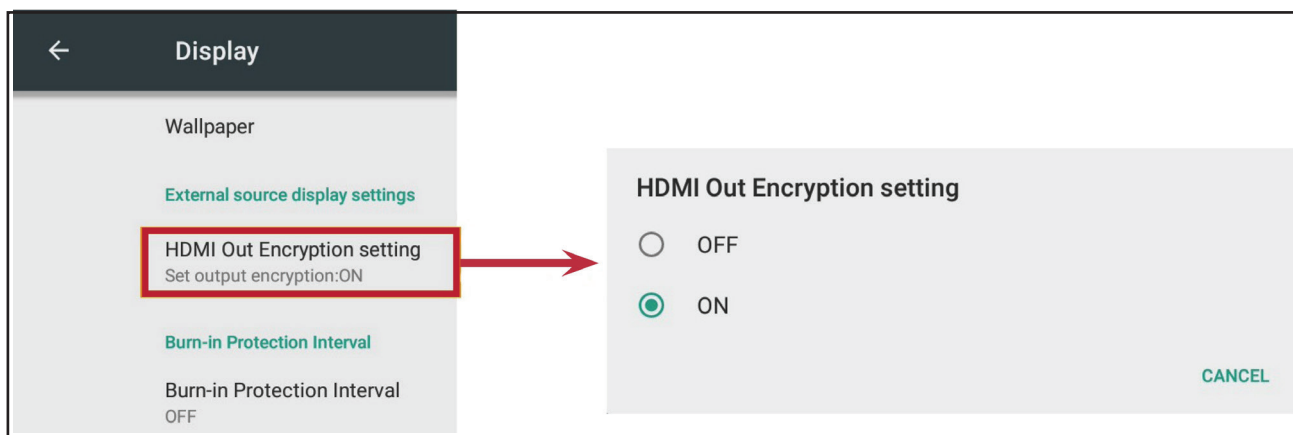 Display
Wallpaper
External source display settings
HDMI Out Encryption setting
Set output encryption:ON
Burn-in Protection Interval
Burn-in Protection Interval
OFF
HDMI Out Encryption setting
OFF
ON
CANCEL